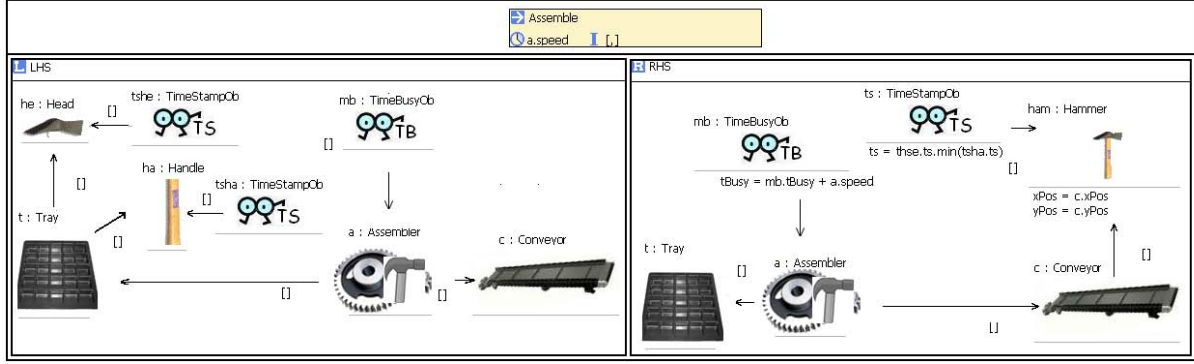 Assemble
a.speed [,]
L LHS
tshe : TimeStampOb
mb : TimeBusyOb
he : Head
[]
TS
TB
[]
ha : Handle
[]
tsha : TimeStampOb
[]
TS
t : Tray
[]
a : Assembler
c : Conveyor
[]
[]
R RHS
ts : TimeStampOb
ham : Hammer
mb : TimeBusyOb
TS
TB
ts = thse.ts.min(tsha.ts)
[]
tBusy = mb.tBusy + a.speed
xPos = c.xPos
yPos = c.yPos
t : Tray
[]
a : Assembler
[]
c : Conveyor
[]